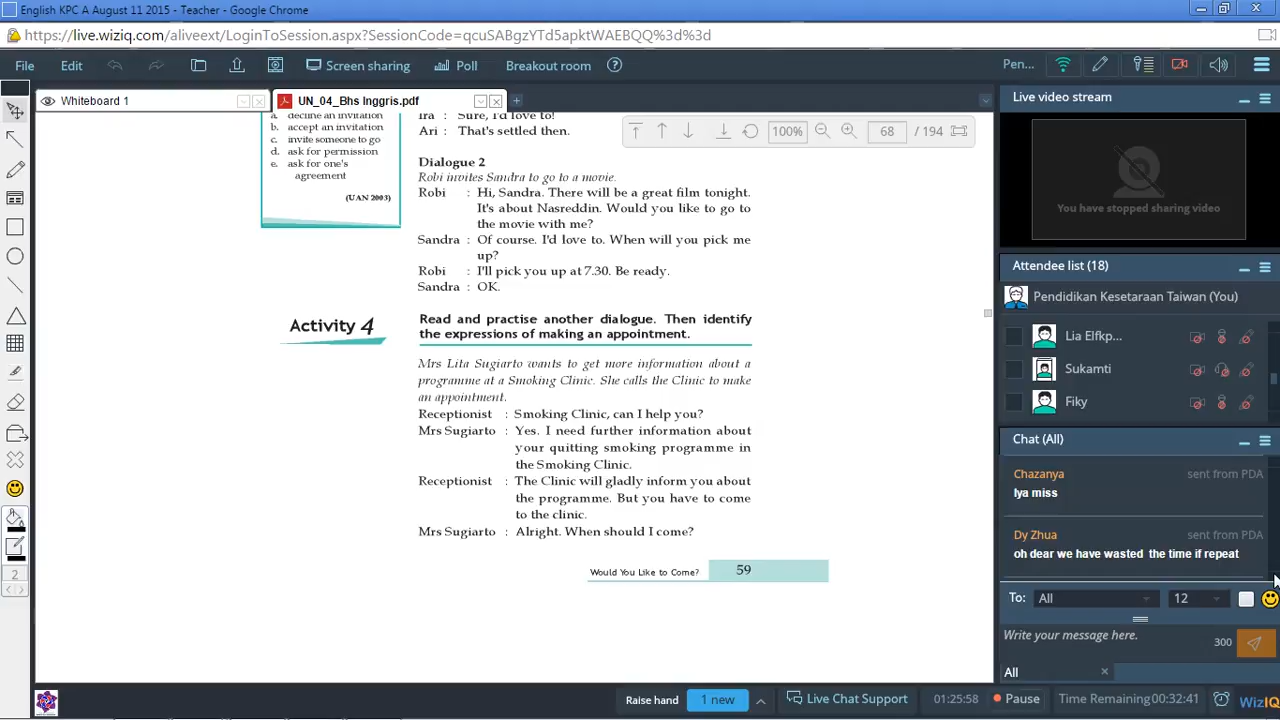 English KPC A August 11 2015 - Teacher - Google Chrome
https://live.wiziq.com/aliveext/LoginToSession.aspx?SessionCode=qcuSABgzYTd5apktWAEBQQ%3d%3d
File Edit Screen sharing Poll Breakout room Pen...
Whiteboard 1 UN_04_Bhs Inggris.pdf
100% 68 / 194
a. decline an invitation
b. accept an invitation
c. invite someone to go
d. ask for permission
e. ask for one's
agreement
(UAN 2003)
Ira : Sure, I'd love to!
Ari : That's settled then.
Dialogue 2
Robi invites Sandra to go to a movie.
Robi : Hi, Sandra. There will be a great film tonight.
It's about Nasreddin. Would you like to go to
the movie with me?
Sandra : Of course. I'd love to. When will you pick me
up?
Robi : I'll pick you up at 7.30. Be ready.
Sandra : OK.
Activity 4
Read and practise another dialogue. Then identify
the expressions of making an appointment.
Mrs Lita Sugiarto wants to get more information about a
programme at a Smoking Clinic. She calls the Clinic to make
an appointment.
Receptionist : Smoking Clinic, can I help you?
Mrs Sugiarto : Yes. I need further information about
your quitting smoking programme in
the Smoking Clinic.
Receptionist : The Clinic will gladly inform you about
the programme. But you have to come
to the clinic.
Mrs Sugiarto : Alright. When should I come?
Would You Like to Come? 59
2
Live video stream
You have stopped sharing video
Attendee list (18)
Pendidikan Kesetaraan Taiwan (You)
Lia Elfkp...
Sukamti
Fiky
Chat (All)
Chazanya sent from PDA
Iya miss
Dy Zhua sent from PDA
oh dear we have wasted the time if repeat
To: All 12
Write your message here.
300
All
Raise hand 1 new Live Chat Support 01:25:58 Pause Time Remaining 00:32:41 WizIQ